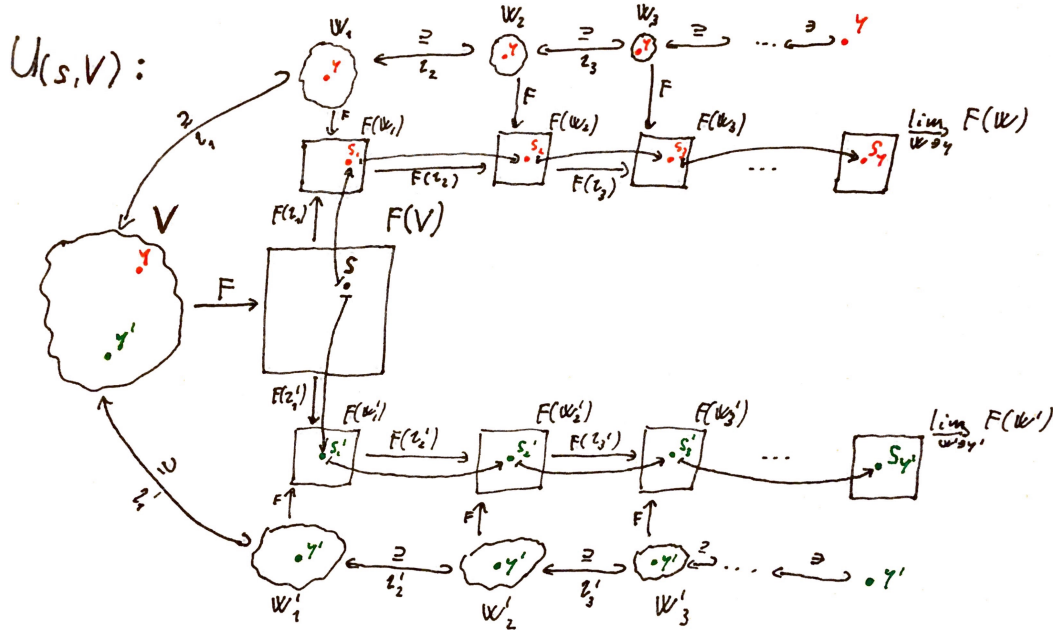 U(s,V) :
W₁ ⊇ ι₂ W₂ ⊇ ι₃ W₃ ⊇ ... ∋ y
y y y
F F F
⊇ ι₁
F(W₁) F(W₂) F(W₃) lim F(W)
W∋y
s₁ s₂ s₃ ... s_y
F(ι₂) F(ι₃)
F(ι₁) F(V)
V
y s
F
y'
F(ι₁')
F(W₁') F(W₂') F(W₃') lim F(W')
W'∋y'
s₁' F(ι₂') s₂' F(ι₃') s₃' ... s_y'
⊇ ι₁'
F F F
y' ⊇ y' ⊇ y' ⊇ .... ∋ y'
ι₂' ι₃'
W₁' W₂' W₃'